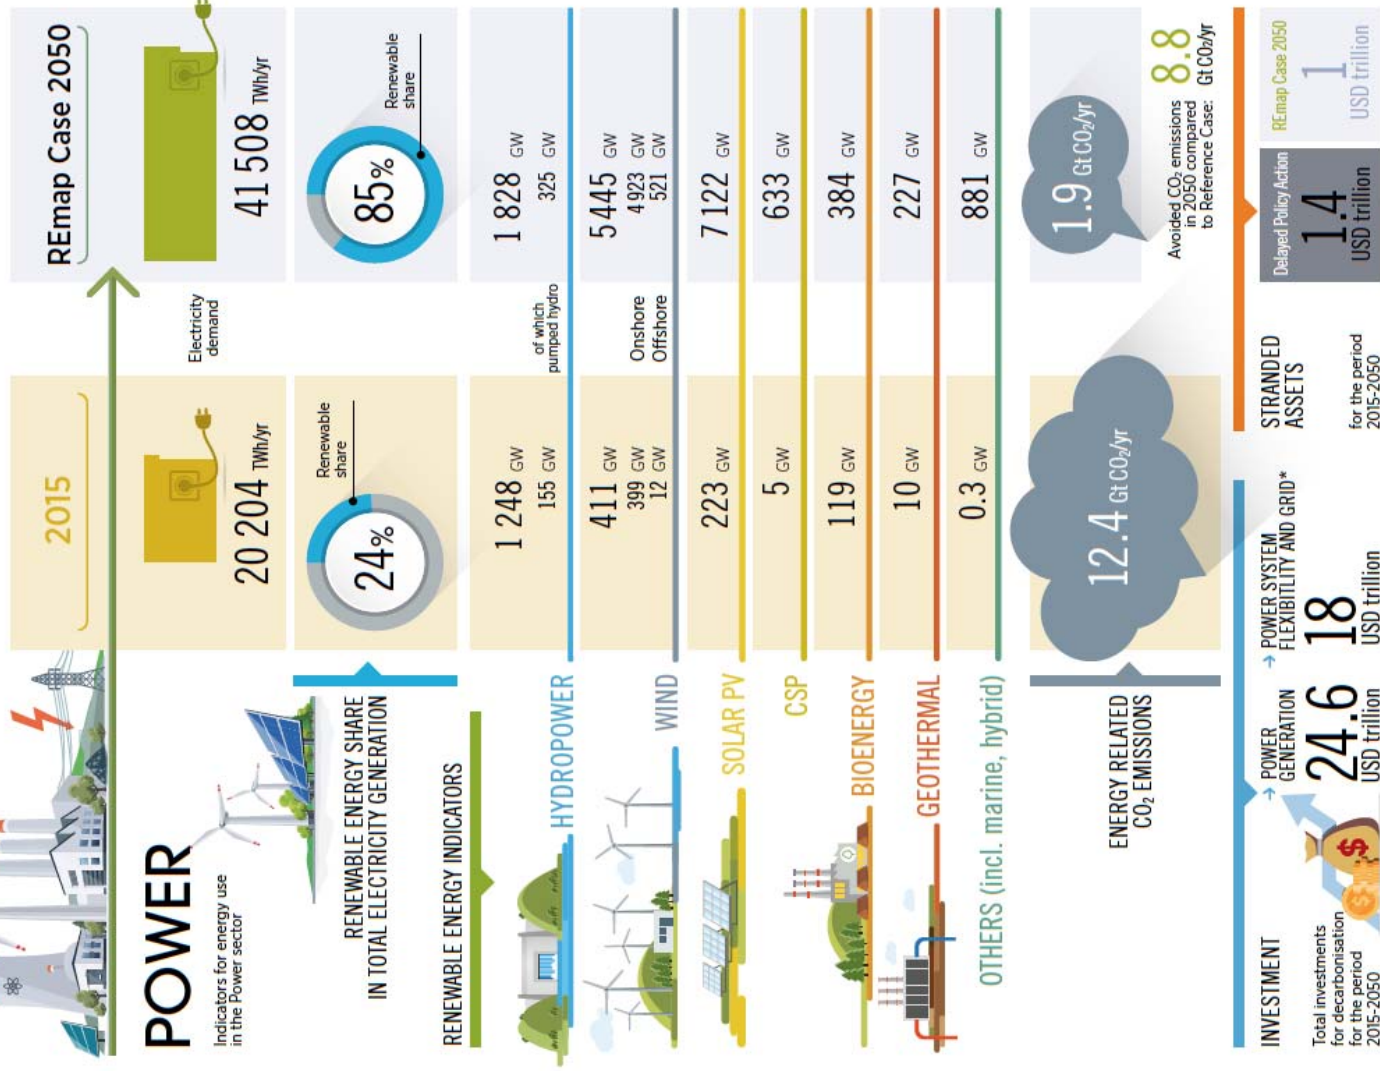 2015
REmap Case 2050
POWER
Indicators for energy use
in the Power sector
Electricity
demand
20 204 TWh/yr
41 508 TWh/yr
RENEWABLE ENERGY SHARE
IN TOTAL ELECTRICITY GENERATION
24%
Renewable
share
85%
Renewable
share
RENEWABLE ENERGY INDICATORS
HYDROPOWER
1 248 GW
155 GW
of which
pumped hydro
1 828 GW
325 GW
WIND
411 GW
399 GW
12 GW
Onshore
Offshore
5 445 GW
4 923 GW
521 GW
SOLAR PV
223 GW
7 122 GW
CSP
5 GW
633 GW
BIOENERGY
119 GW
384 GW
GEOTHERMAL
10 GW
227 GW
OTHERS (incl. marine, hybrid)
0.3 GW
881 GW
ENERGY RELATED
CO₂ EMISSIONS
12.4 Gt CO₂/yr
1.9 Gt CO₂/yr
Avoided CO₂ emissions
in 2050 compared
to Reference Case:
8.8
Gt CO₂/yr
INVESTMENT
Total investments
for decarbonisation
for the period
2015-2050
$
$
→ POWER
GENERATION
24.6
USD trillion
→ POWER SYSTEM
FLEXIBITLITY AND GRID*
18
USD trillion
STRANDED
ASSETS
for the period
2015-2050
Delayed Policy Action
1.4
USD trillion
REmap Case 2050
1
USD trillion